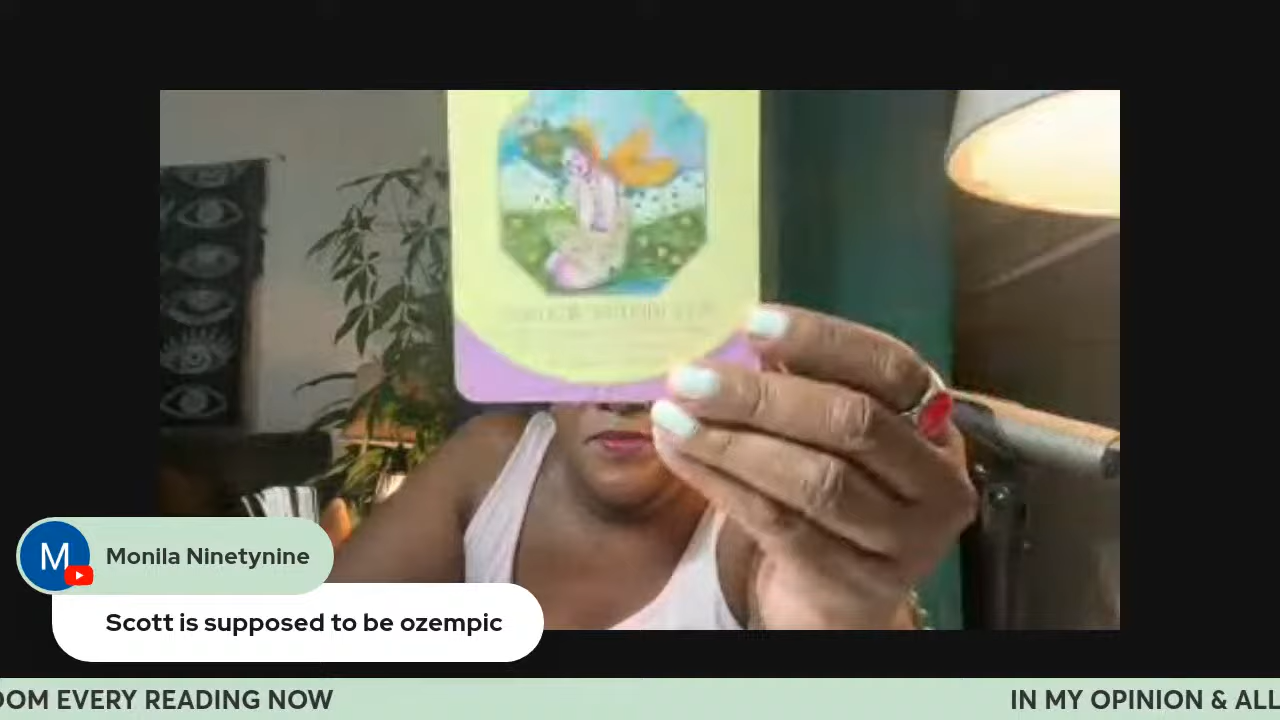 M
Monila Ninetynine
Scott is supposed to be ozempic
OOM EVERY READING NOW
IN MY OPINION & ALL